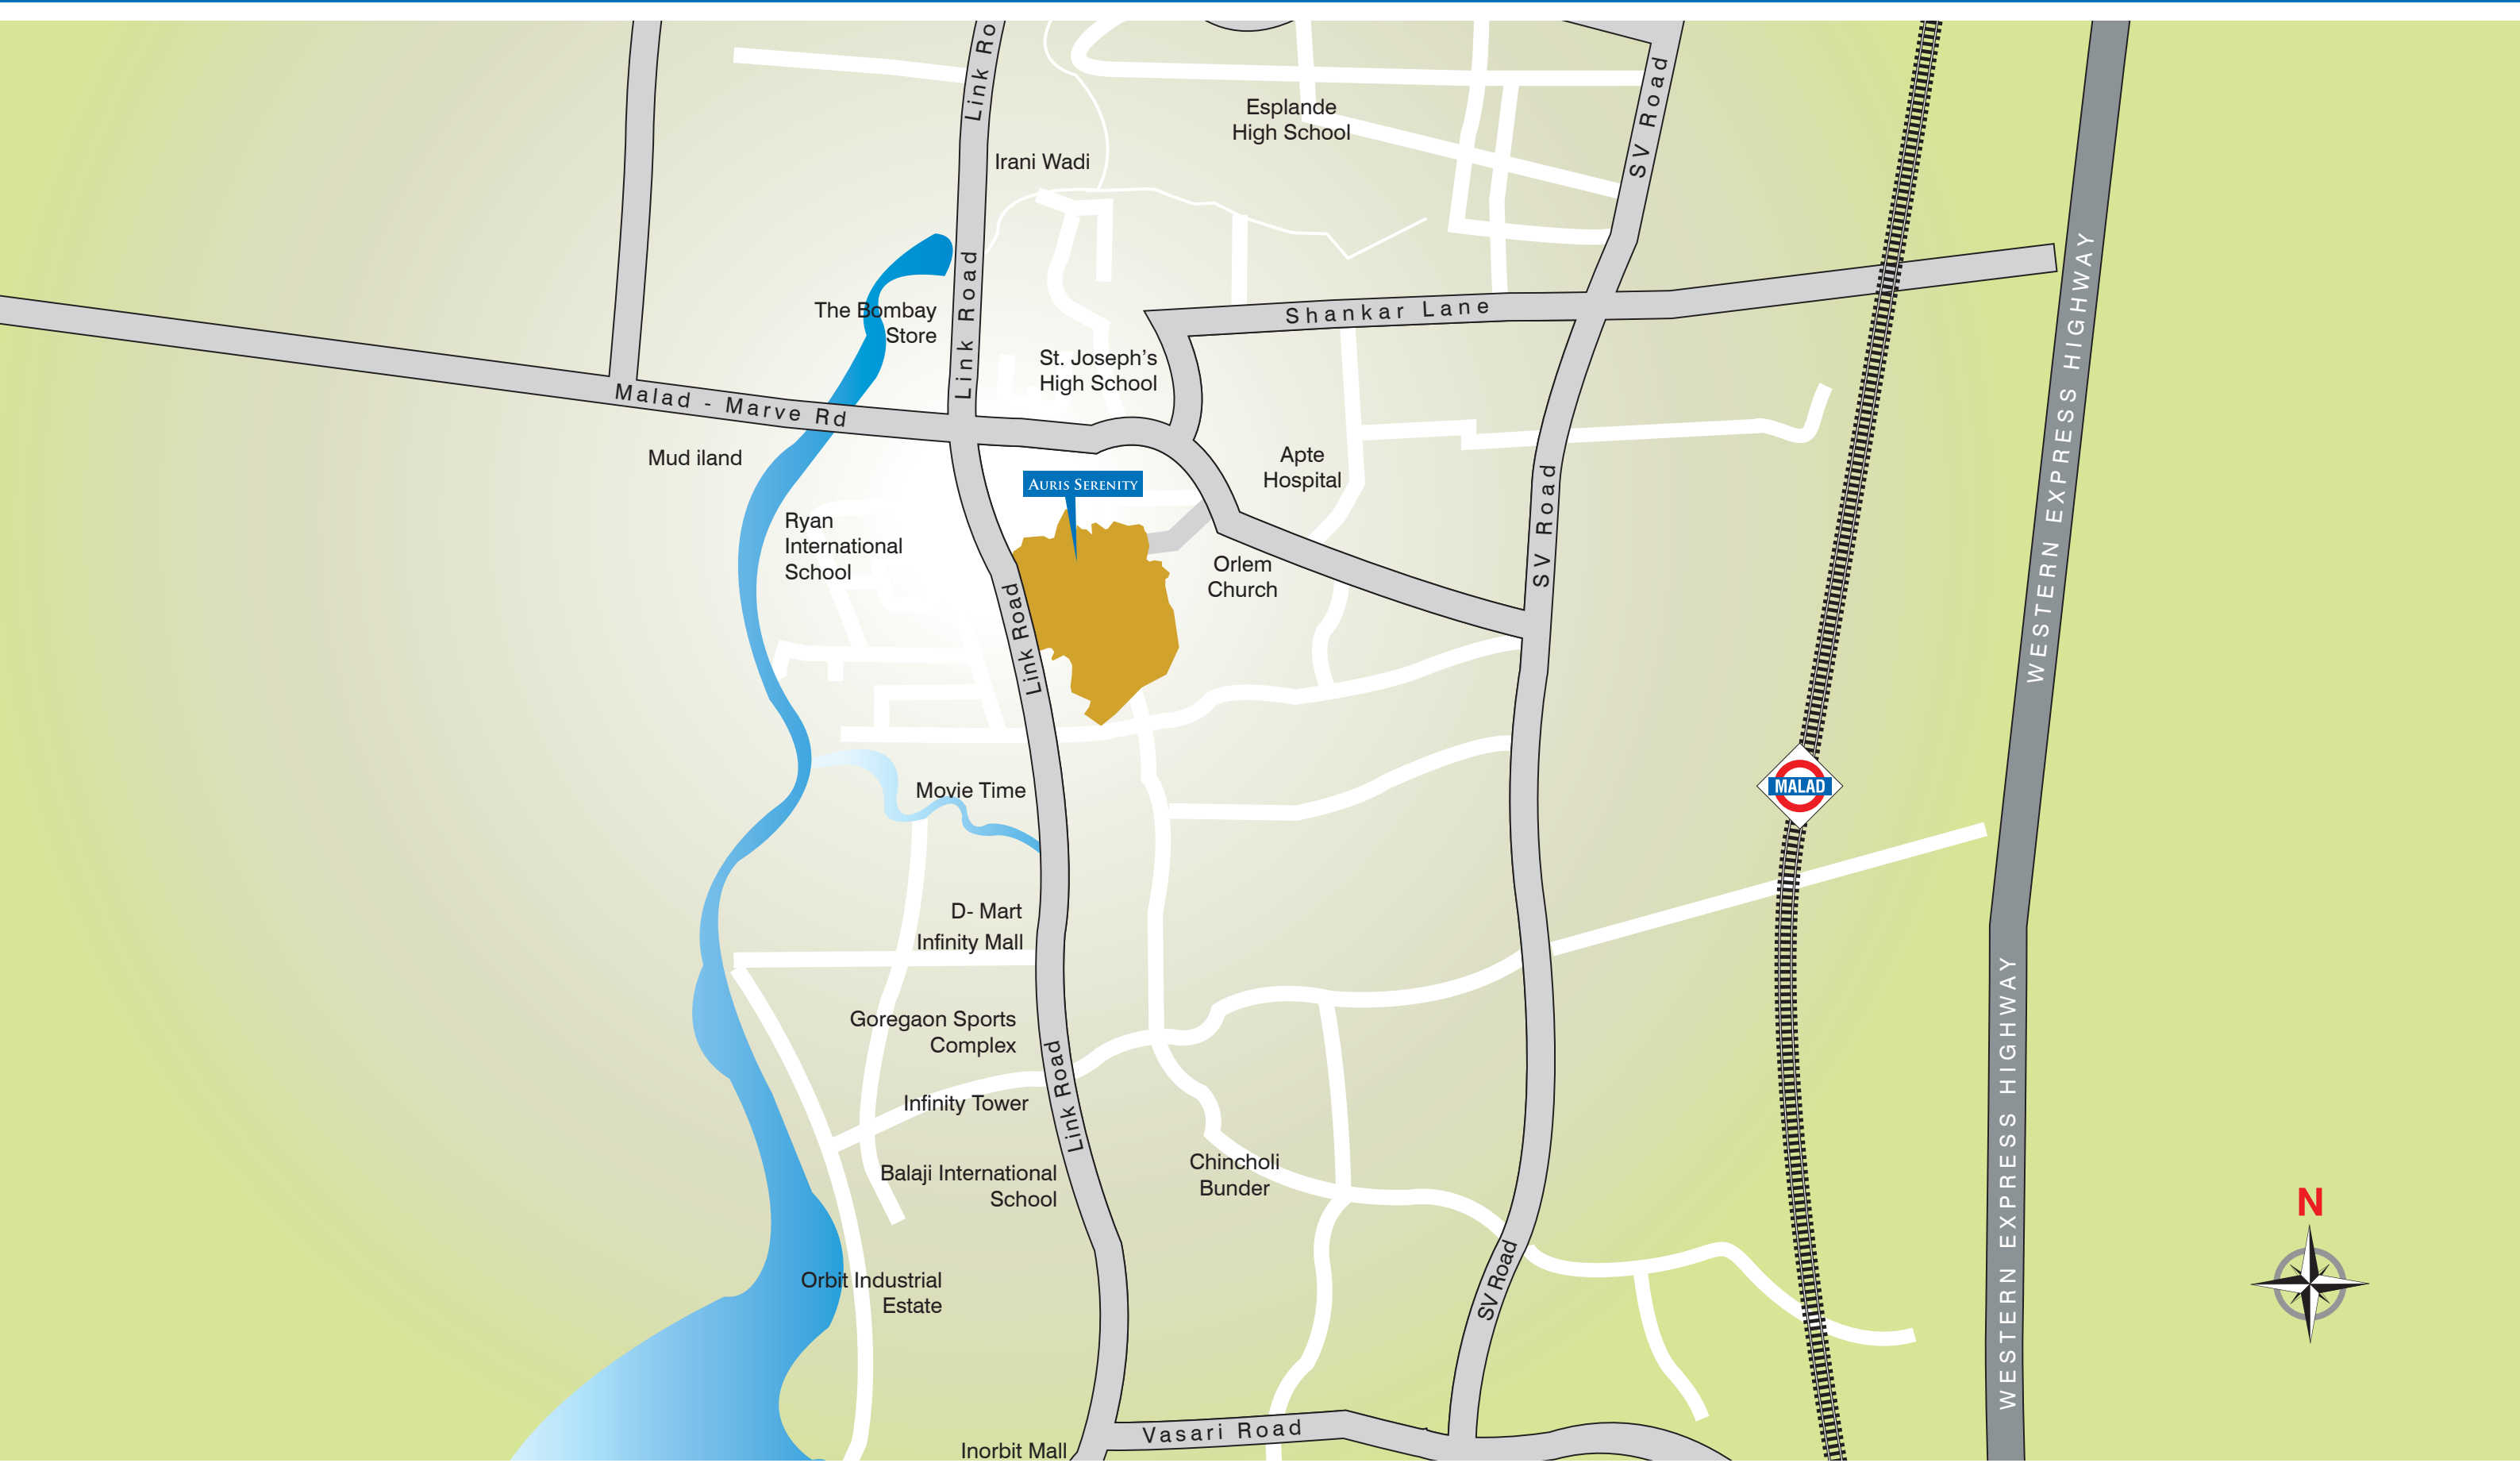 Link Ro
SV Road
Esplande
High School
Irani Wadi
Link Road
The Bombay
Store
Shankar Lane
WESTERN EXPRESS HIGHWAY
St. Joseph's
High School
Malad - Marve Rd
Mud iland
Apte
Hospital
AURIS SERENITY
SV Road
Ryan
International
School
Orlem
Church
Link Road
MALAD
Movie Time
D- Mart
Infinity Mall
Goregaon Sports
Complex
Link Road
Infinity Tower
WESTERN EXPRESS HIGHWAY
Balaji International
School
Chincholi
Bunder
N
SV Road
Orbit Industrial
Estate
Vasari Road
Inorbit Mall